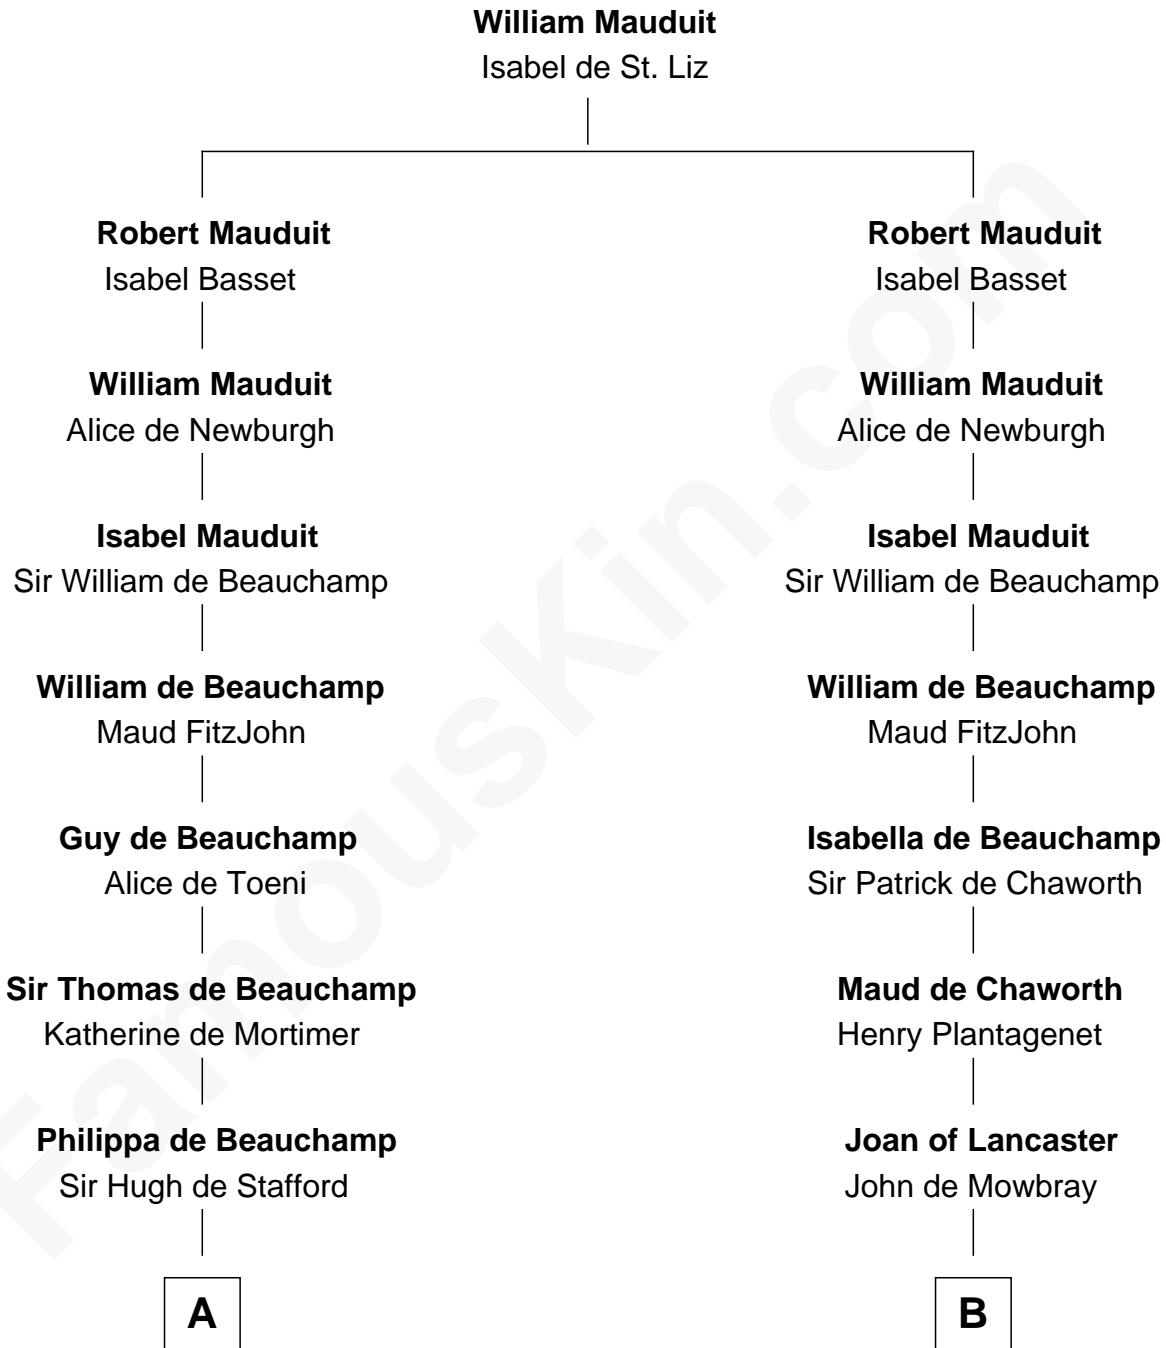 William Mauduit
Isabel de St. Liz
Robert Mauduit
Isabel Basset
William Mauduit
Alice de Newburgh
Isabel Mauduit
Sir William de Beauchamp
William de Beauchamp
Maud FitzJohn
Guy de Beauchamp
Alice de Toeni
Sir Thomas de Beauchamp
Katherine de Mortimer
Philippa de Beauchamp
Sir Hugh de Stafford
A
Robert Mauduit
Isabel Basset
William Mauduit
Alice de Newburgh
Isabel Mauduit
Sir William de Beauchamp
William de Beauchamp
Maud FitzJohn
Isabella de Beauchamp
Sir Patrick de Chaworth
Maud de Chaworth
Henry Plantagenet
Joan of Lancaster
John de Mowbray
B
FamousKin.com